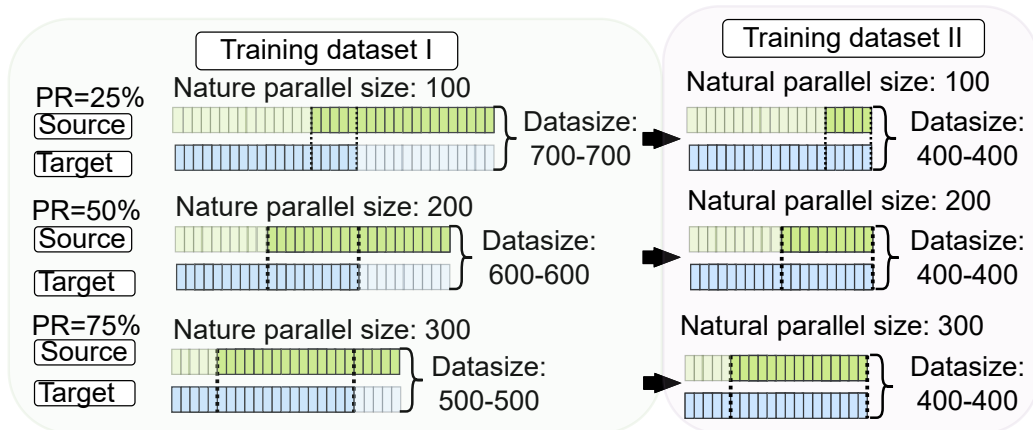 Training dataset I
PR=25%
Nature parallel size: 100
Source
Target
Datasize:
700-700
PR=50%
Nature parallel size: 200
Source
Target
Datasize:
600-600
PR=75%
Nature parallel size: 300
Source
Target
Datasize:
500-500
Training dataset II
Natural parallel size: 100
Datasize:
400-400
Natural parallel size: 200
Datasize:
400-400
Natural parallel size: 300
Datasize:
400-400